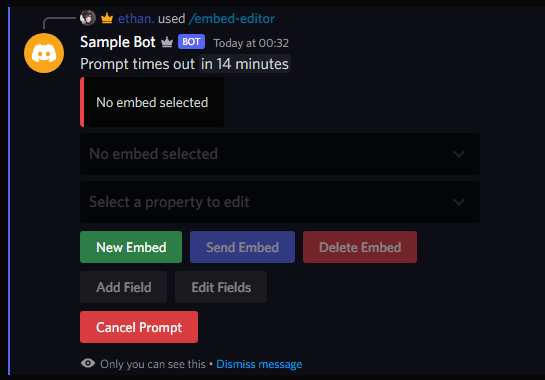 ethan. used /embed-editor
Sample Bot BOT Today at 00:32
Prompt times out in 14 minutes
No embed selected
No embed selected
Select a property to edit
New Embed Send Embed Delete Embed
Add Field Edit Fields
Cancel Prompt
Only you can see this • Dismiss message